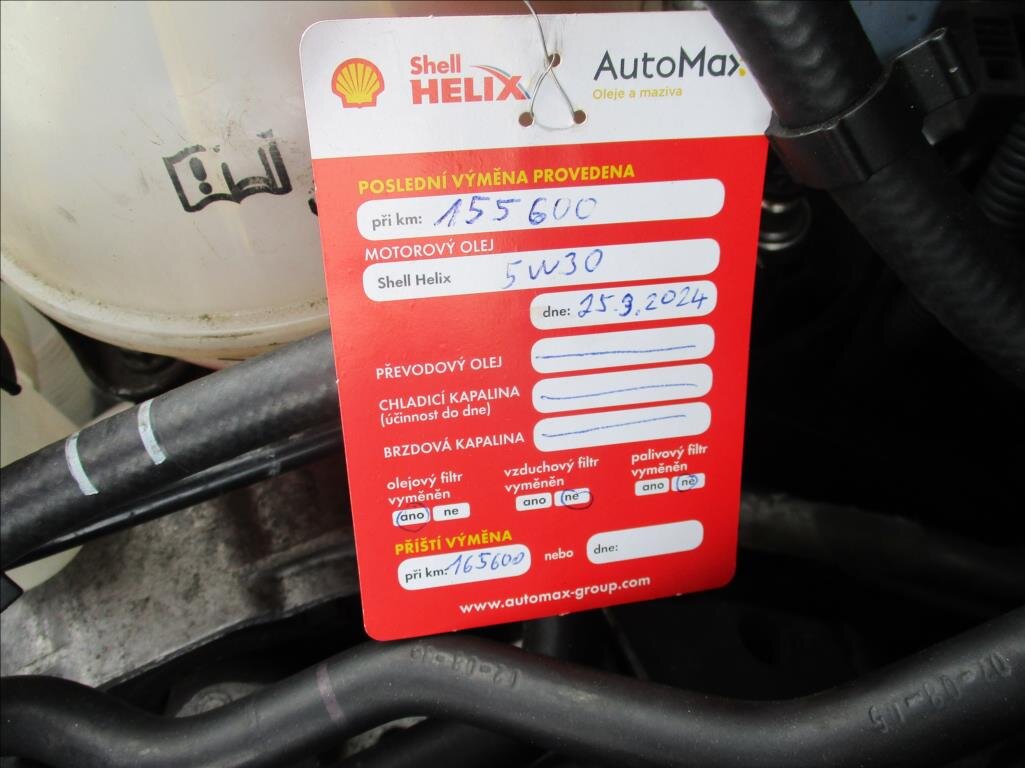 Shell
HELIX
AutoMax
Oleje a maziva
POSLEDNÍ VÝMĚNA PROVEDENA
při km: 155600
MOTOROVÝ OLEJ
Shell Helix 5W30
dne: 25.9.2024
PŘEVODOVÝ OLEJ
CHLADICÍ KAPALINA
(účinnost do dne)
BRZDOVÁ KAPALINA
olejový filtr
vyměněn
ano ne
vzduchový filtr
vyměněn
ano ne
palivový filtr
vyměněn
ano ne
PŘÍŠTÍ VÝMĚNA
při km: 165600 nebo dne:
www.automax-group.com